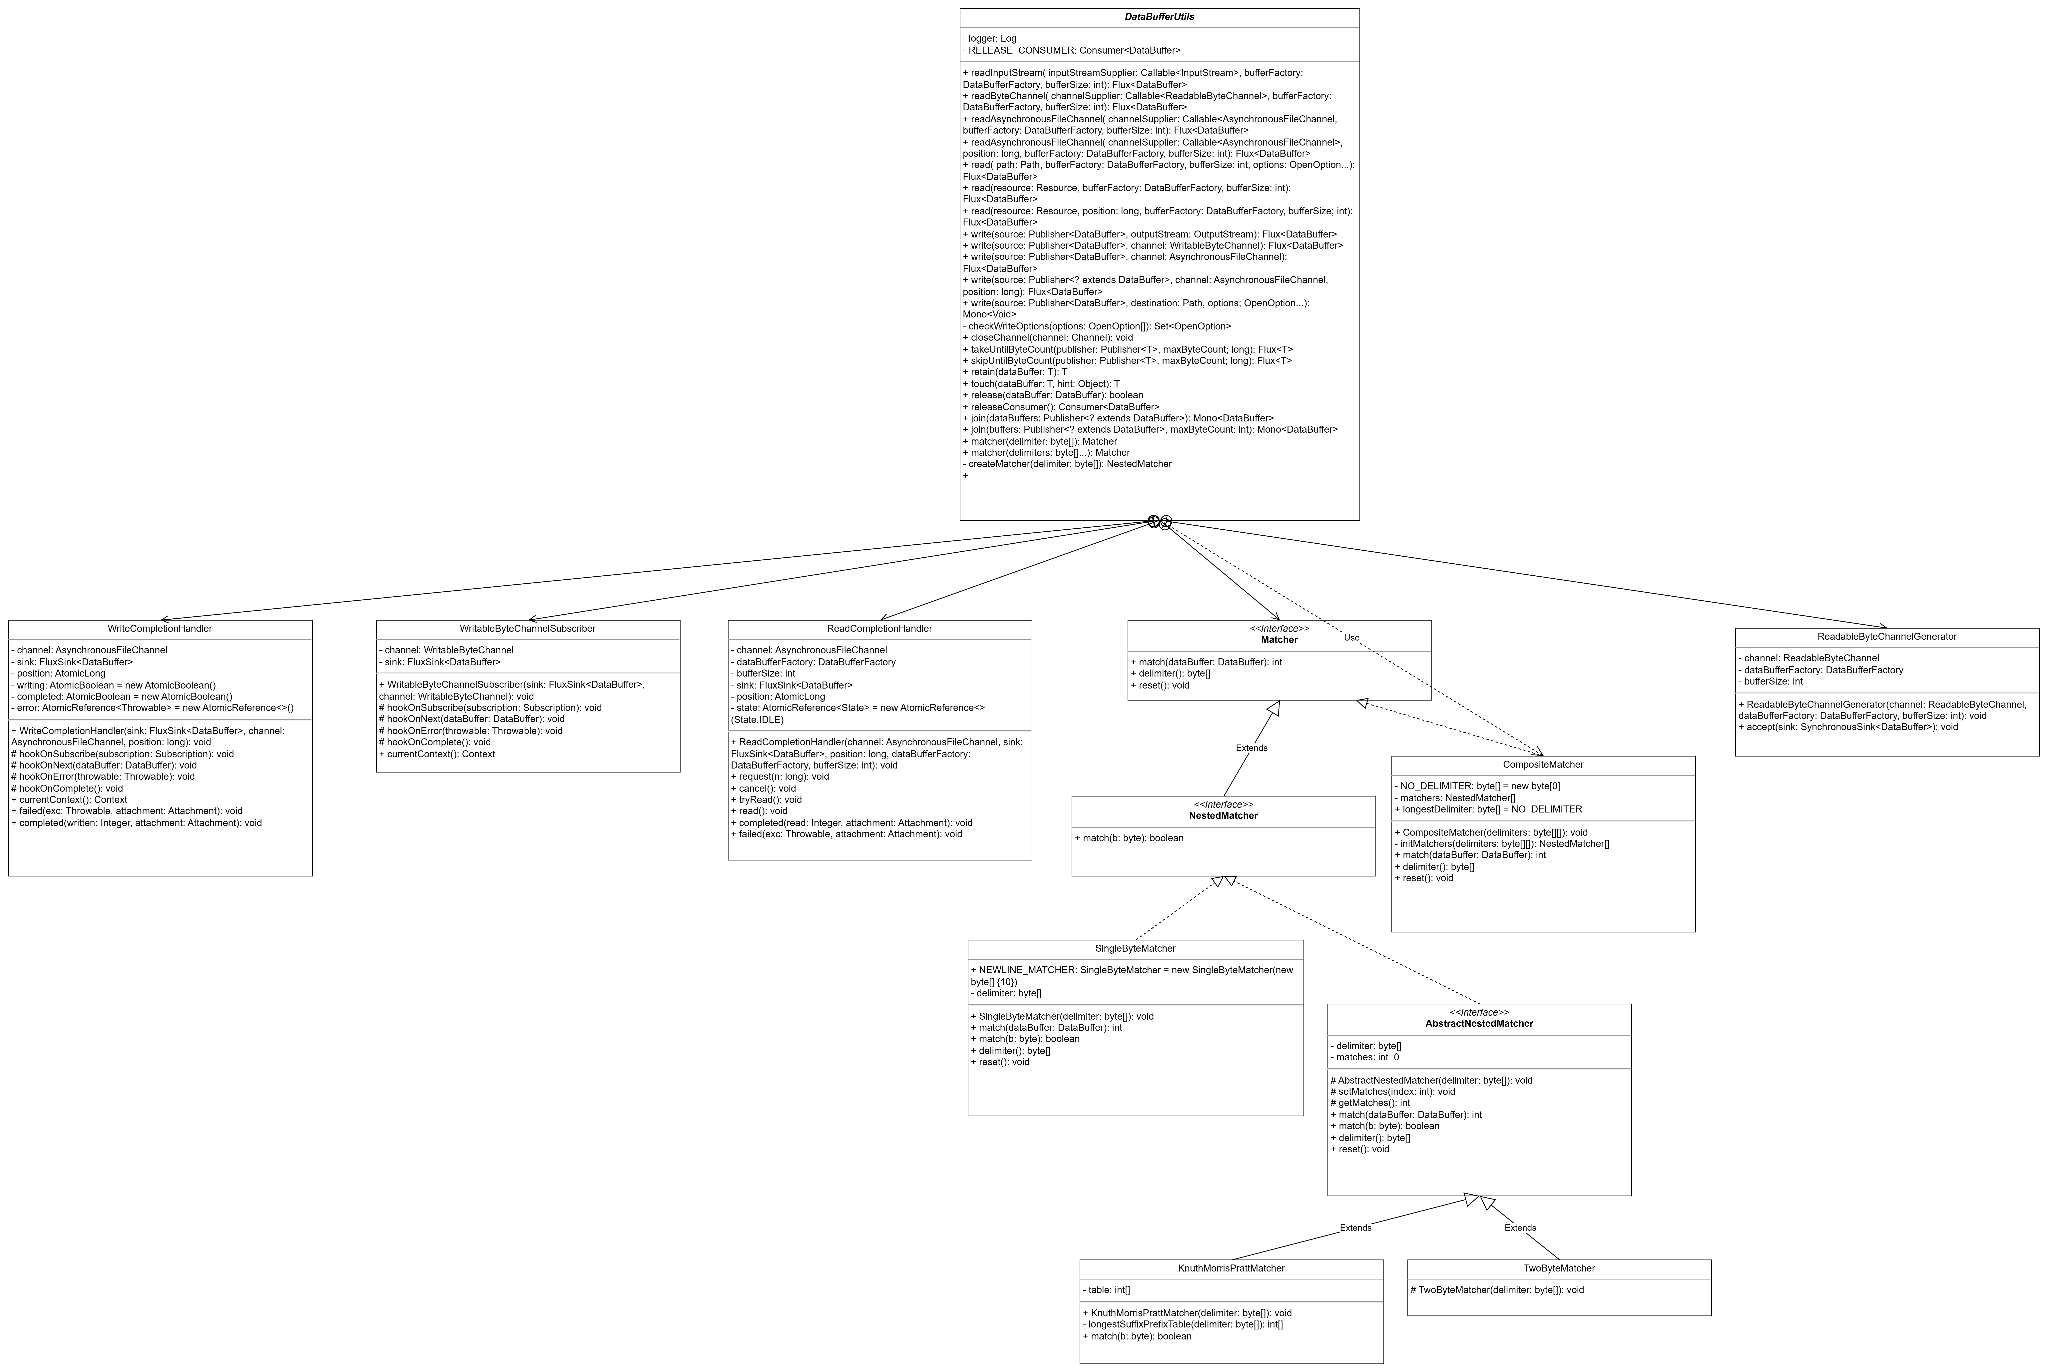 DataBufferUtils
- logger: Log
- RELEASE_CONSUMER: Consumer<DataBuffer>
+ readInputStream( inputStreamSupplier: Callable<InputStream>, bufferFactory:
DataBufferFactory, bufferSize: int): Flux<DataBuffer>
+ readByteChannel( channelSupplier: Callable<ReadableByteChannel>, bufferFactory:
DataBufferFactory, bufferSize: int): Flux<DataBuffer>
+ readAsynchronousFileChannel( channelSupplier: Callable<AsynchronousFileChannel,
bufferFactory: DataBufferFactory, bufferSize: int): Flux<DataBuffer>
+ readAsynchronousFileChannel( channelSupplier: Callable<AsynchronousFileChannel>,
position: long, bufferFactory: DataBufferFactory, bufferSize: int): Flux<DataBuffer>
+ read( path: Path, bufferFactory: DataBufferFactory, bufferSize: int, options: OpenOption...):
Flux<DataBuffer>
+ read(resource: Resource, bufferFactory: DataBufferFactory, bufferSize: int):
Flux<DataBuffer>
+ read(resource: Resource, position: long, bufferFactory: DataBufferFactory, bufferSize; int):
Flux<DataBuffer>
+ write(source: Publisher<DataBuffer>, outputStream: OutputStream): Flux<DataBuffer>
+ write(source: Publisher<DataBuffer>, channel: WritableByteChannel): Flux<DataBuffer>
+ write(source: Publisher<DataBuffer>, channel: AsynchronousFileChannel):
Flux<DataBuffer>
+ write(source: Publisher<? extends DataBuffer>, channel: AsynchronousFileChannel,
position: long): Flux<DataBuffer>
+ write(source: Publisher<DataBuffer>, destination: Path, options; OpenOption...):
Mono<Void>
- checkWriteOptions(options: OpenOption[]): Set<OpenOption>
+ closeChannel(channel: Channel): void
+ takeUntilByteCount(publisher: Publisher<T>, maxByteCount; long): Flux<T>
+ skipUntilByteCount(publisher: Publisher<T>, maxByteCount; long): Flux<T>
+ retain(dataBuffer: T): T
+ touch(dataBuffer: T, hint: Object): T
+ release(dataBuffer: DataBuffer): boolean
+ releaseConsumer(): Consumer<DataBuffer>
+ join(dataBuffers: Publisher<? extends DataBuffer>): Mono<DataBuffer>
+ join(buffers: Publisher<? extends DataBuffer>, maxByteCount: int): Mono<DataBuffer>
+ matcher(delimiter: byte[]): Matcher
+ matcher(delimiters: byte[]...): Matcher
- createMatcher(delimiter: byte[]): NestedMatcher
+
WriteCompletionHandler
- channel: AsynchronousFileChannel
- sink: FluxSink<DataBuffer>
- position: AtomicLong
- writing: AtomicBoolean = new AtomicBoolean()
- completed: AtomicBoolean = new AtomicBoolean()
- error: AtomicReference<Throwable> = new AtomicReference<>()
+ WriteCompletionHandler(sink: FluxSink<DataBuffer>, channel:
AsynchronousFileChannel, position: long): void
# hookOnSubscribe(subscription: Subscription): void
# hookOnNext(dataBuffer: DataBuffer): void
# hookOnError(throwable: Throwable): void
# hookOnComplete(): void
+ currentContext(): Context
+ failed(exc: Throwable, attachment: Attachment): void
+ completed(written: Integer, attachment: Attachment): void
WritableByteChannelSubscriber
- channel: WritableByteChannel
- sink: FluxSink<DataBuffer>
+ WritableByteChannelSubscriber(sink: FluxSink<DataBuffer>,
channel: WritableByteChannel): void
# hookOnSubscribe(subscription: Subscription): void
# hookOnNext(dataBuffer: DataBuffer): void
# hookOnError(throwable: Throwable): void
# hookOnComplete(): void
+ currentContext(): Context
ReadCompletionHandler
- channel: AsynchronousFileChannel
- dataBufferFactory: DataBufferFactory
- bufferSize: int
- sink: FluxSink<DataBuffer>
- position: AtomicLong
- state: AtomicReference<State> = new AtomicReference<>
(State.IDLE)
+ ReadCompletionHandler(channel: AsynchronousFileChannel, sink:
FluxSink<DataBuffer>, position: long, dataBufferFactory:
DataBufferFactory, bufferSize: int): void
+ request(n: long): void
+ cancel(): void
+ tryRead(): void
+ read(): void
+ completed(read: Integer, attachment: Attachment): void
+ failed(exc: Throwable, attachment: Attachment): void
<<Interface>>
Matcher
+ match(dataBuffer: DataBuffer): int
+ delimiter(): byte[]
+ reset(): void
Use
ReadableByteChannelGenerator
- channel: ReadableByteChannel
- dataBufferFactory: DataBufferFactory
- bufferSize: int
+ ReadableByteChannelGenerator(channel: ReadableByteChannel,
dataBufferFactory: DataBufferFactory, bufferSize: int): void
+ accept(sink: SynchronousSink<DataBuffer>): void
Extends
CompositeMatcher
- NO_DELIMITER: byte[] = new byte[0]
- matchers: NestedMatcher[]
+ longestDelimiter: byte[] = NO_DELIMITER
+ CompositeMatcher(delimiters: byte[][]): void
- initMatchers(delimiters: byte[][]): NestedMatcher[]
+ match(dataBuffer: DataBuffer): int
+ delimiter(): byte[]
+ reset(): void
<<Interface>>
NestedMatcher
+ match(b: byte): boolean
SingleByteMatcher
+ NEWLINE_MATCHER: SingleByteMatcher = new SingleByteMatcher(new
byte[] {10})
- delimiter: byte[]
+ SingleByteMatcher(delimiter: byte[]): void
+ match(dataBuffer: DataBuffer): int
+ match(b: byte): boolean
+ delimiter(): byte[]
+ reset(): void
<<Interface>>
AbstractNestedMatcher
- delimiter: byte[]
- matches: int 0
# AbstractNestedMatcher(delimiter: byte[]): void
# setMatches(index: int): void
# getMatches(): int
+ match(dataBuffer: DataBuffer): int
+ match(b: byte): boolean
+ delimiter(): byte[]
+ reset(): void
Extends
Extends
KnuthMorrisPrattMatcher
- table: int[]
+ KnuthMorrisPrattMatcher(delimiter: byte[]): void
- longestSuffixPrefixTable(delimiter: byte[]): int[]
+ match(b: byte): boolean
TwoByteMatcher
# TwoByteMatcher(delimiter: byte[]): void